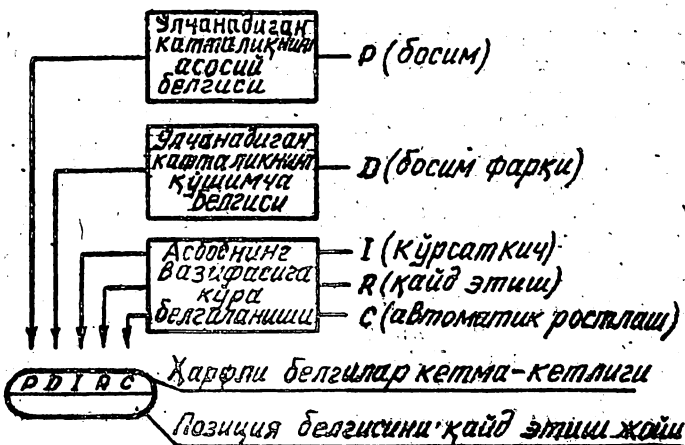 Ўлчанадиган
катталикнинг
асосий
белгиси
P (босим)
Ўлчанадиган
катталикнинг
қўшимча
белгиси
D (босим фарқи)
Асбобнинг
вазифасига
кўра
белгиланиши
I (кўрсаткич)
R (қайд этиш)
C (автоматик ростлаш)
P D I R C
Ҳарфли белгилар кетма-кетлиги
Позиция белгисини қайд этиш жойи